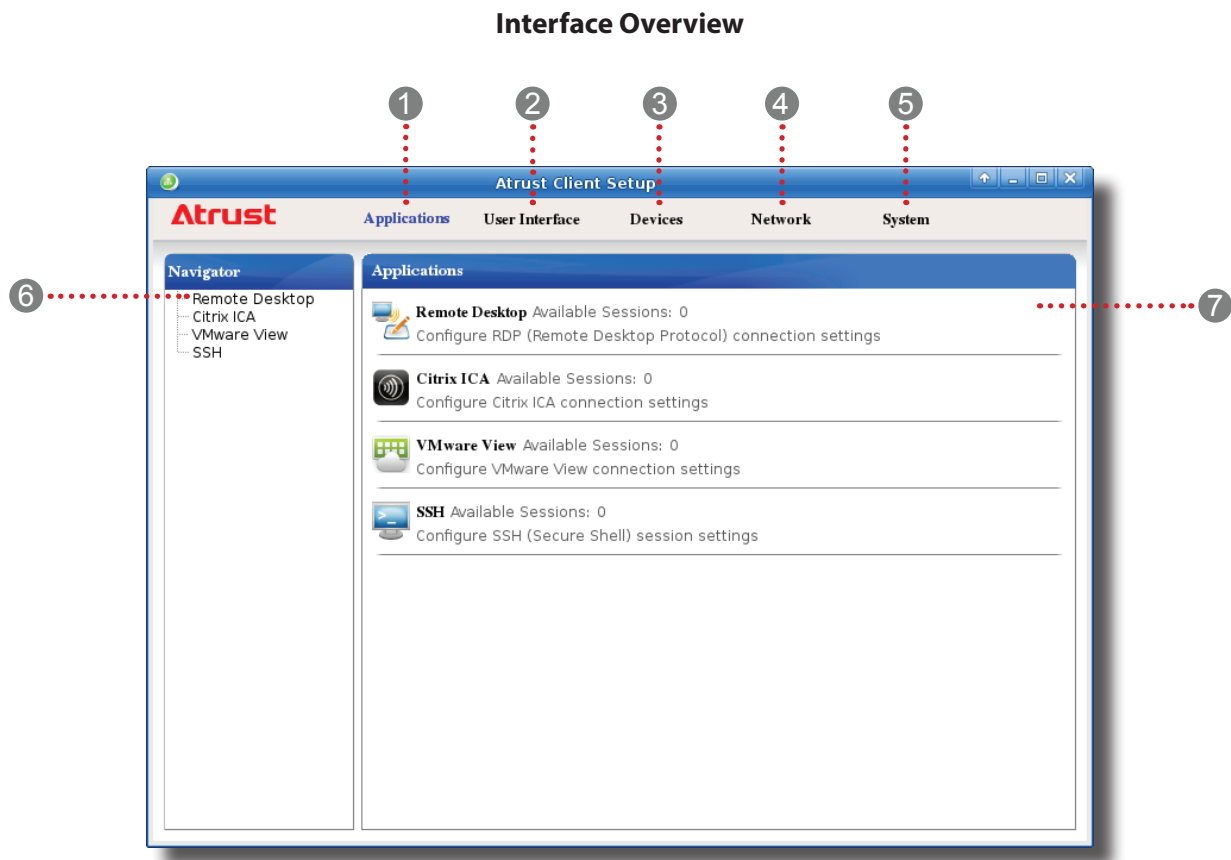 Interface Overview
1 2 3 4 5
Atrust Client Setup
Atrust
Applications User Interface Devices Network System
Navigator
Remote Desktop
Citrix ICA
VMware View
SSH
Applications
Remote Desktop Available Sessions: 0
Configure RDP (Remote Desktop Protocol) connection settings
Citrix ICA Available Sessions: 0
Configure Citrix ICA connection settings
VMware View Available Sessions: 0
Configure VMware View connection settings
SSH Available Sessions: 0
Configure SSH (Secure Shell) session settings
6
7